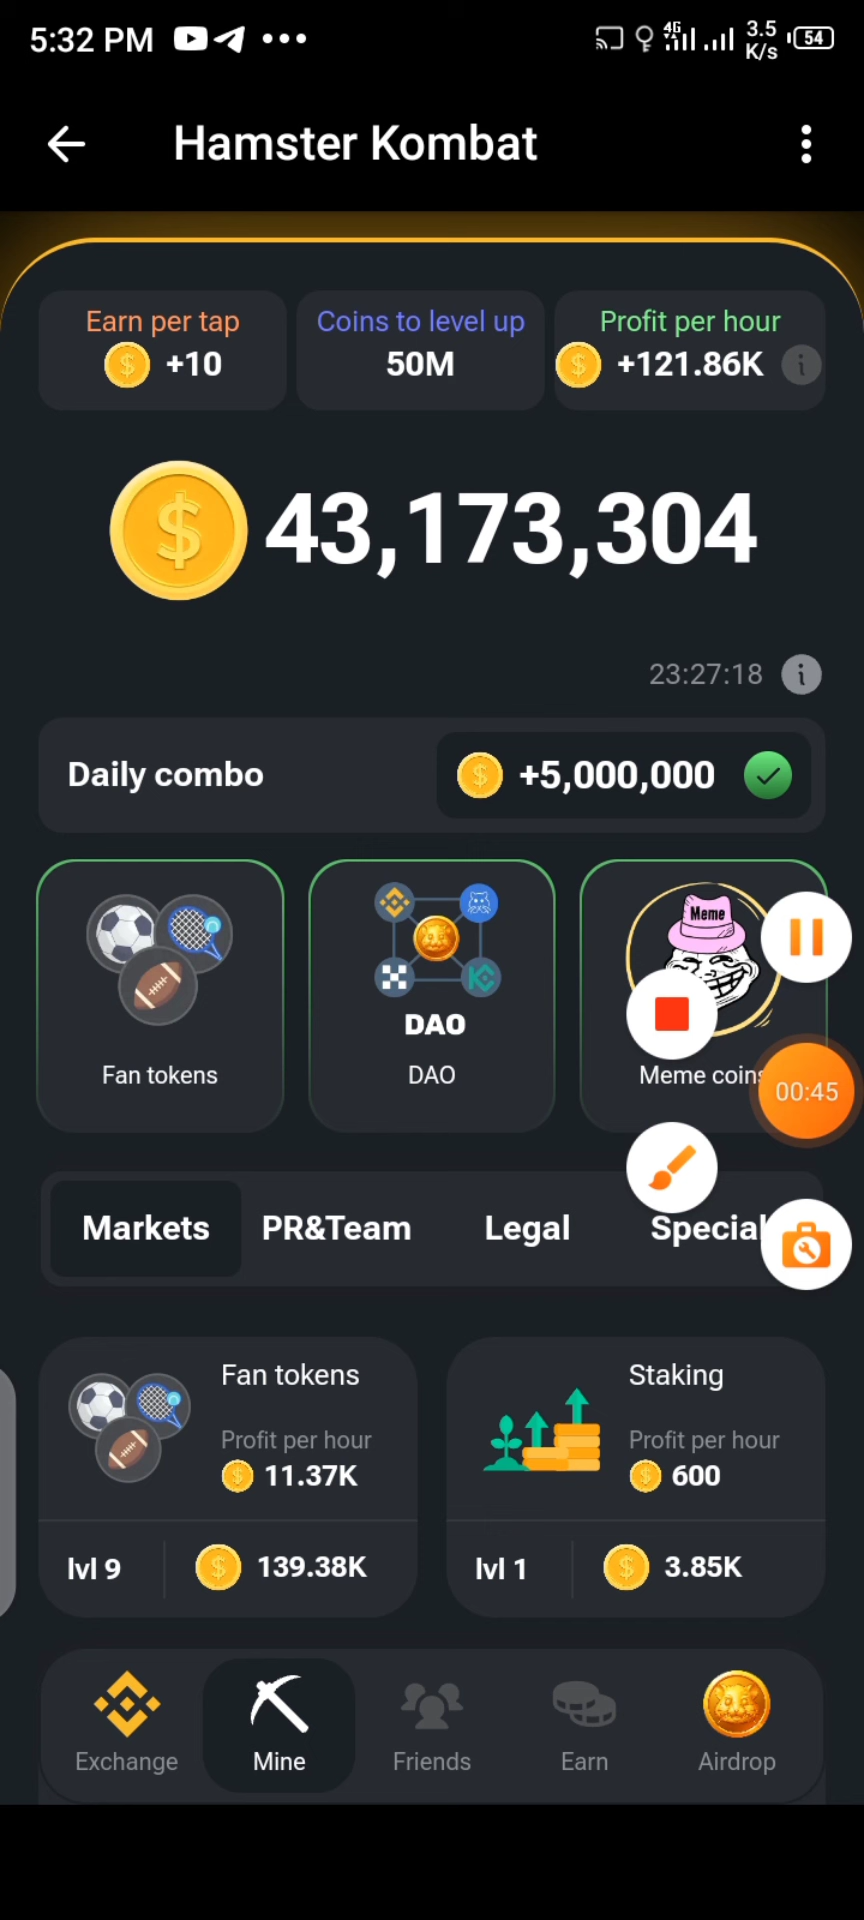 5:32 PM
4G
3.5
K/s
54
Hamster Kombat
Earn per tap
+10
Coins to level up
50M
Profit per hour
+121.86K
43,173,304
23:27:18
Daily combo
+5,000,000
Fan tokens
DAO
DAO
Meme
Meme coins
00:45
Markets
PR&Team
Legal
Special
Fan tokens
Profit per hour
11.37K
lvl 9
139.38K
Staking
Profit per hour
600
lvl 1
3.85K
Exchange
Mine
Friends
Earn
Airdrop